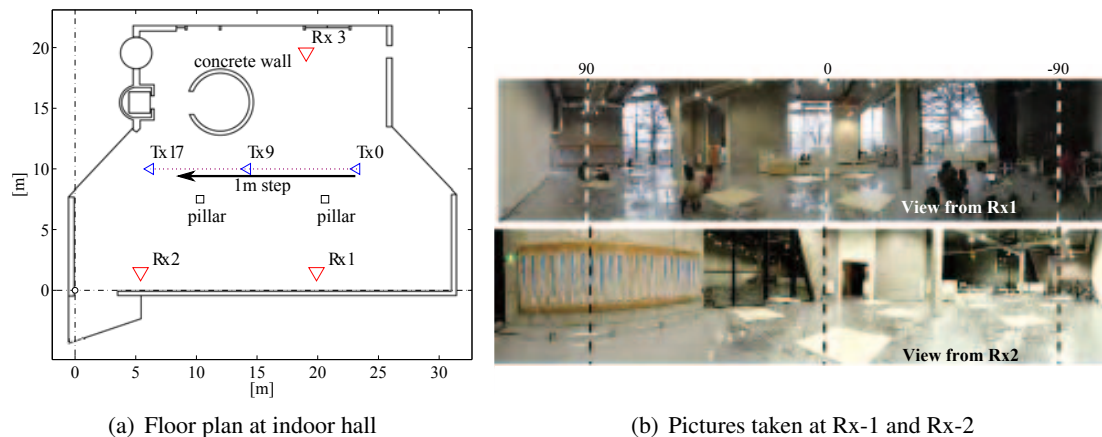 20
15
10
5
0
[m]
Rx 3
concrete wall
Tx17
Tx9
Tx0
1m step
pillar
pillar
Rx2
Rx1
0
5
10
15
20
25
30
[m]
(a) Floor plan at indoor hall
90
0
-90
View from Rx1
View from Rx2
(b) Pictures taken at Rx-1 and Rx-2